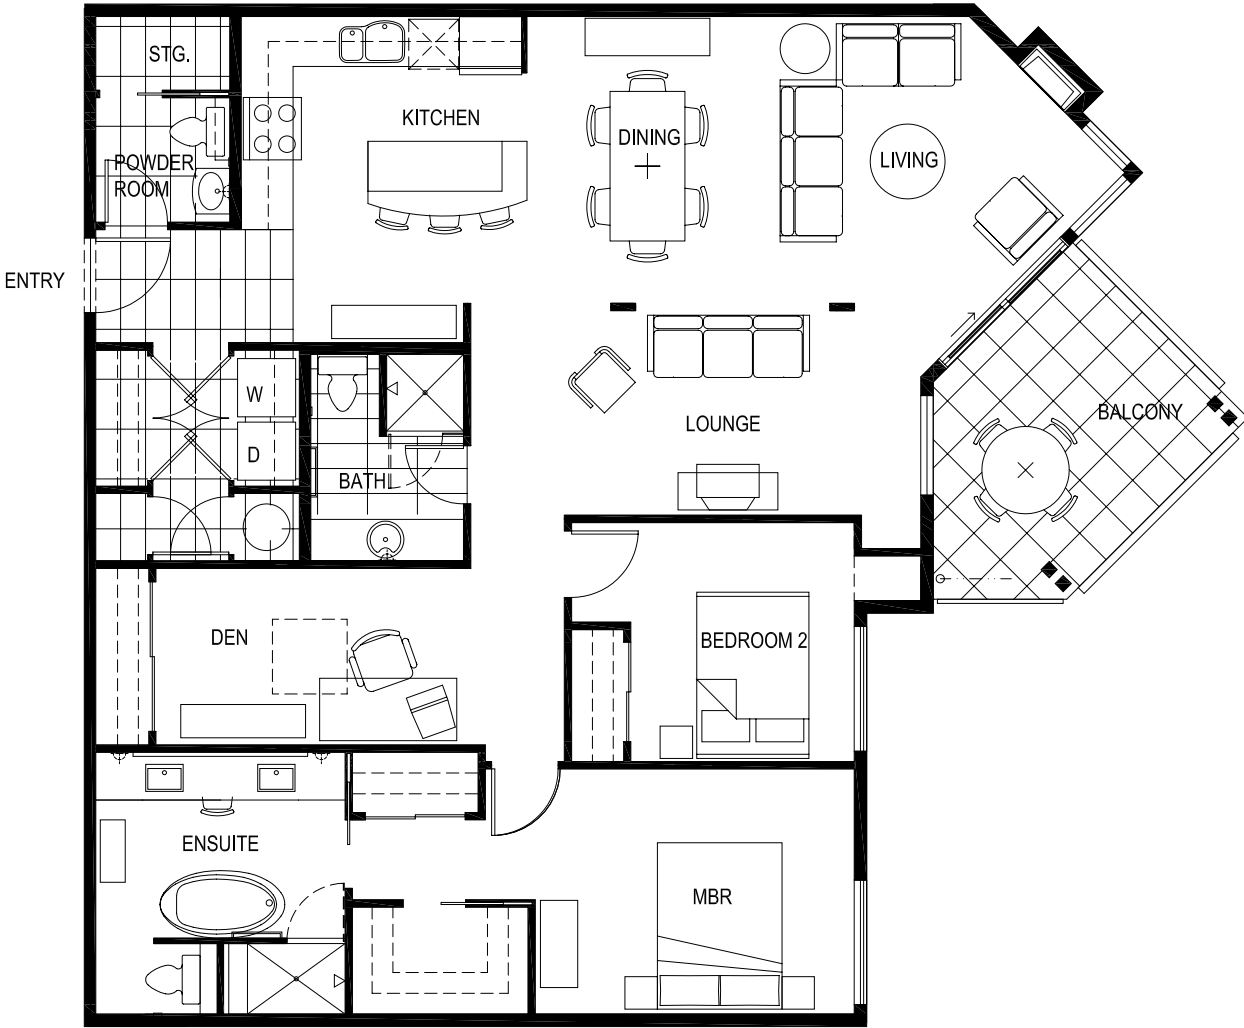 STG.
KITCHEN
DINING
LIVING
POWDER
ROOM
ENTRY
W
BALCONY
LOUNGE
D
BATH
DEN
BEDROOM 2
ENSUITE
MBR